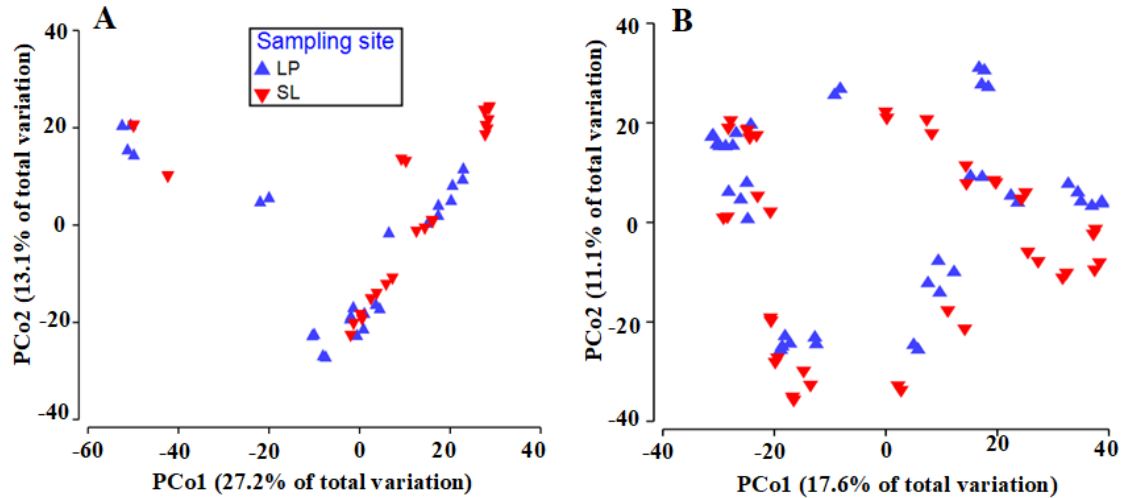 A
B
Sampling site
LP
SL
PCo2 (13.1% of total variation)
40
20
0
-20
-40
-60
-40
-20
0
20
40
PCo1 (27.2% of total variation)
PCo2 (11.1% of total variation)
40
20
0
-20
-40
-40
-20
0
20
40
PCo1 (17.6% of total variation)